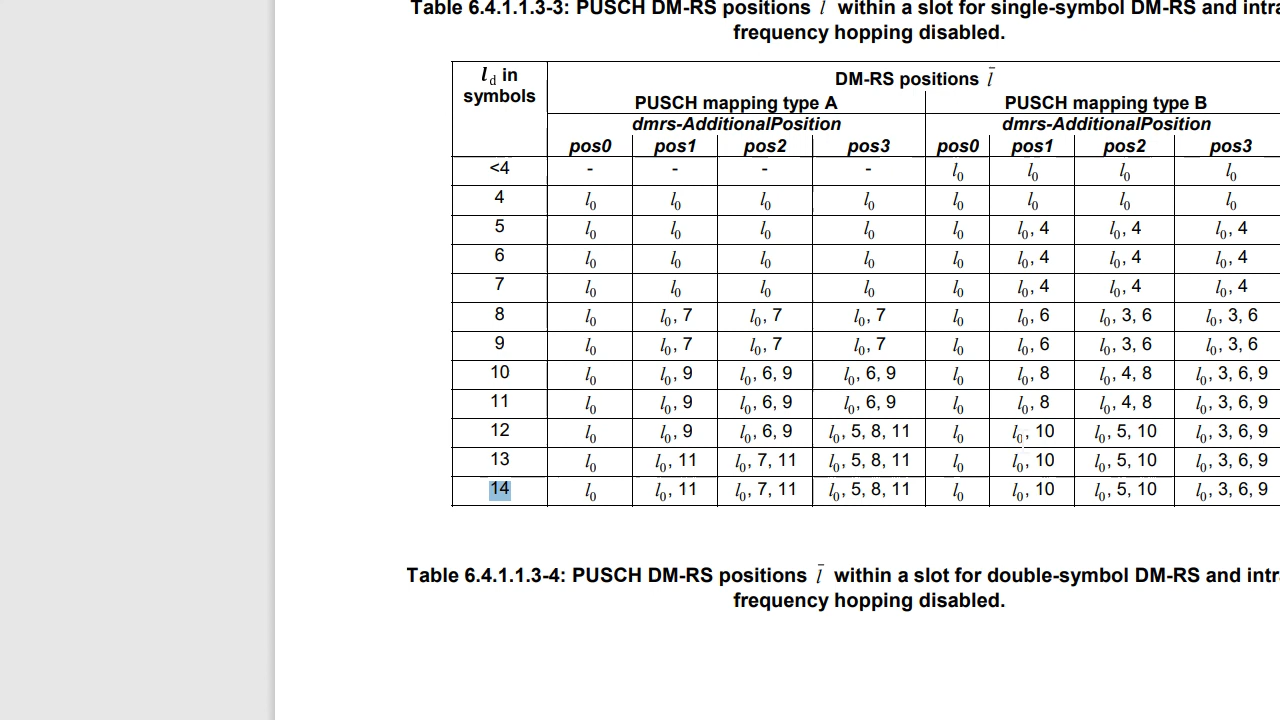 Table 6.4.1.1.3-3: PUSCH DM-RS positions l̄ within a slot for single-symbol DM-RS and intra
frequency hopping disabled.
l_d in symbols DM-RS positions l̄
PUSCH mapping type A PUSCH mapping type B
dmrs-AdditionalPosition dmrs-AdditionalPosition
pos0 pos1 pos2 pos3 pos0 pos1 pos2 pos3
<4 - - - - l₀ l₀ l₀ l₀
4 l₀ l₀ l₀ l₀ l₀ l₀ l₀ l₀
5 l₀ l₀ l₀ l₀ l₀ l₀, 4 l₀, 4 l₀, 4
6 l₀ l₀ l₀ l₀ l₀ l₀, 4 l₀, 4 l₀, 4
7 l₀ l₀ l₀ l₀ l₀ l₀, 4 l₀, 4 l₀, 4
8 l₀ l₀, 7 l₀, 7 l₀, 7 l₀ l₀, 6 l₀, 3, 6 l₀, 3, 6
9 l₀ l₀, 7 l₀, 7 l₀, 7 l₀ l₀, 6 l₀, 3, 6 l₀, 3, 6
10 l₀ l₀, 9 l₀, 6, 9 l₀, 6, 9 l₀ l₀, 8 l₀, 4, 8 l₀, 3, 6, 9
11 l₀ l₀, 9 l₀, 6, 9 l₀, 6, 9 l₀ l₀, 8 l₀, 4, 8 l₀, 3, 6, 9
12 l₀ l₀, 9 l₀, 6, 9 l₀, 5, 8, 11 l₀ l₀, 10 l₀, 5, 10 l₀, 3, 6, 9
13 l₀ l₀, 11 l₀, 7, 11 l₀, 5, 8, 11 l₀ l₀, 10 l₀, 5, 10 l₀, 3, 6, 9
14 l₀ l₀, 11 l₀, 7, 11 l₀, 5, 8, 11 l₀ l₀, 10 l₀, 5, 10 l₀, 3, 6, 9
Table 6.4.1.1.3-4: PUSCH DM-RS positions l̄ within a slot for double-symbol DM-RS and intr
frequency hopping disabled.